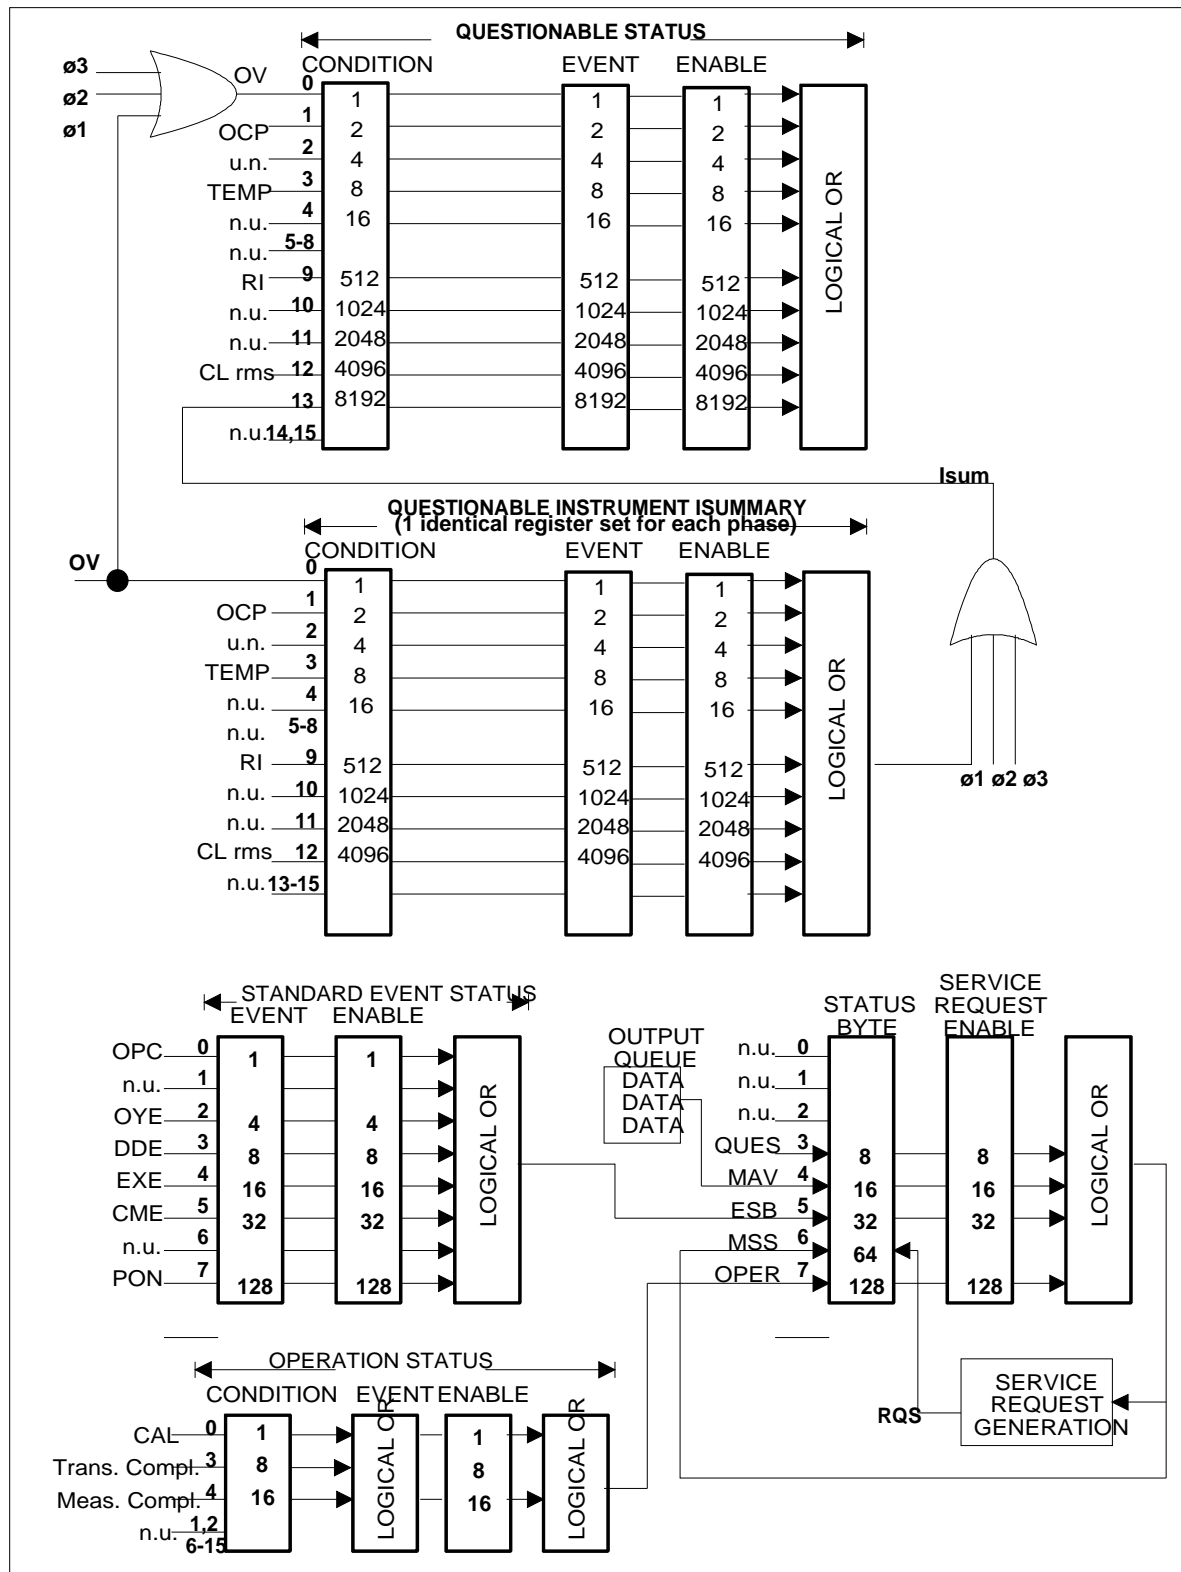 QUESTIONABLE STATUS
CONDITION EVENT ENABLE
ø3
ø2
ø1
OV 0 1 1 1
OCP 1 2 2 2
u.n. 2 4 4 4
TEMP 3 8 8 8
n.u. 4 16 16 16
n.u. 5-8
RI 9 512 512 512
n.u. 10 1024 1024 1024
n.u. 11 2048 2048 2048
CL rms 12 4096 4096 4096
13 8192 8192 8192
n.u. 14,15
LOGICAL OR
Isum
QUESTIONABLE INSTRUMENT ISUMMARY
(1 identical register set for each phase)
CONDITION EVENT ENABLE
OV 0 1 1 1
OCP 1 2 2 2
u.n. 2 4 4 4
TEMP 3 8 8 8
n.u. 4 16 16 16
n.u. 5-8
RI 9 512 512 512
n.u. 10 1024 1024 1024
n.u. 11 2048 2048 2048
CL rms 12 4096 4096 4096
n.u. 13-15
LOGICAL OR
ø1 ø2 ø3
STANDARD EVENT STATUS
EVENT ENABLE
OPC 0 1 1
n.u. 1
OYE 2 4 4
DDE 3 8 8
EXE 4 16 16
CME 5 32 32
n.u. 6
PON 7 128 128
LOGICAL OR
OUTPUT
QUEUE
DATA
DATA
DATA
STATUS
BYTE
SERVICE
REQUEST
ENABLE
n.u. 0
n.u. 1
n.u. 2
QUES 3 8 8
MAV 4 16 16
ESB 5 32 32
MSS 6 64
OPER 7 128 128
LOGICAL OR
OPERATION STATUS
CONDITION EVENT ENABLE
CAL 0 1 1
Trans. Compl. 3 8 8
Meas. Compl. 4 16 16
n.u. 1,2
6-15
LOGICAL OR
LOGICAL OR
RQS
SERVICE
REQUEST
GENERATION